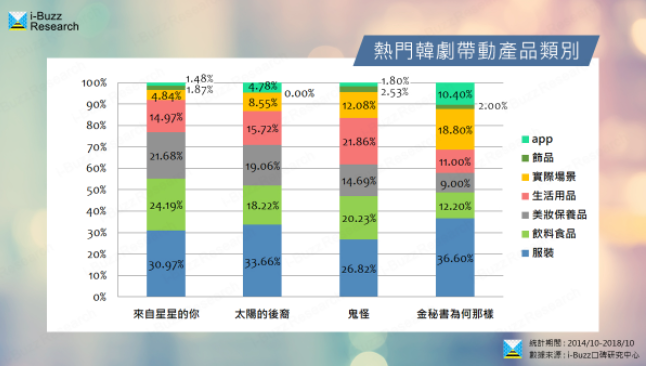 i-Buzz
Research
熱門韓劇帶動產品類別
100%
90%
80%
70%
60%
50%
40%
30%
20%
10%
0%
1.48%
1.87%
4.84%
14.97%
21.68%
24.19%
30.97%
4.78%
0.00%
8.55%
15.72%
19.06%
18.22%
33.66%
1.80%
2.53%
12.08%
21.86%
14.69%
20.23%
26.82%
10.40%
2.00%
18.80%
11.00%
9.00%
12.20%
36.60%
來自星星的你
太陽的後裔
鬼怪
金秘書為何那樣
app
飾品
實際場景
生活用品
美妝保養品
飲料食品
服裝
統計期間：2014/10-2018/10
數據來源：i-Buzz口碑研究中心